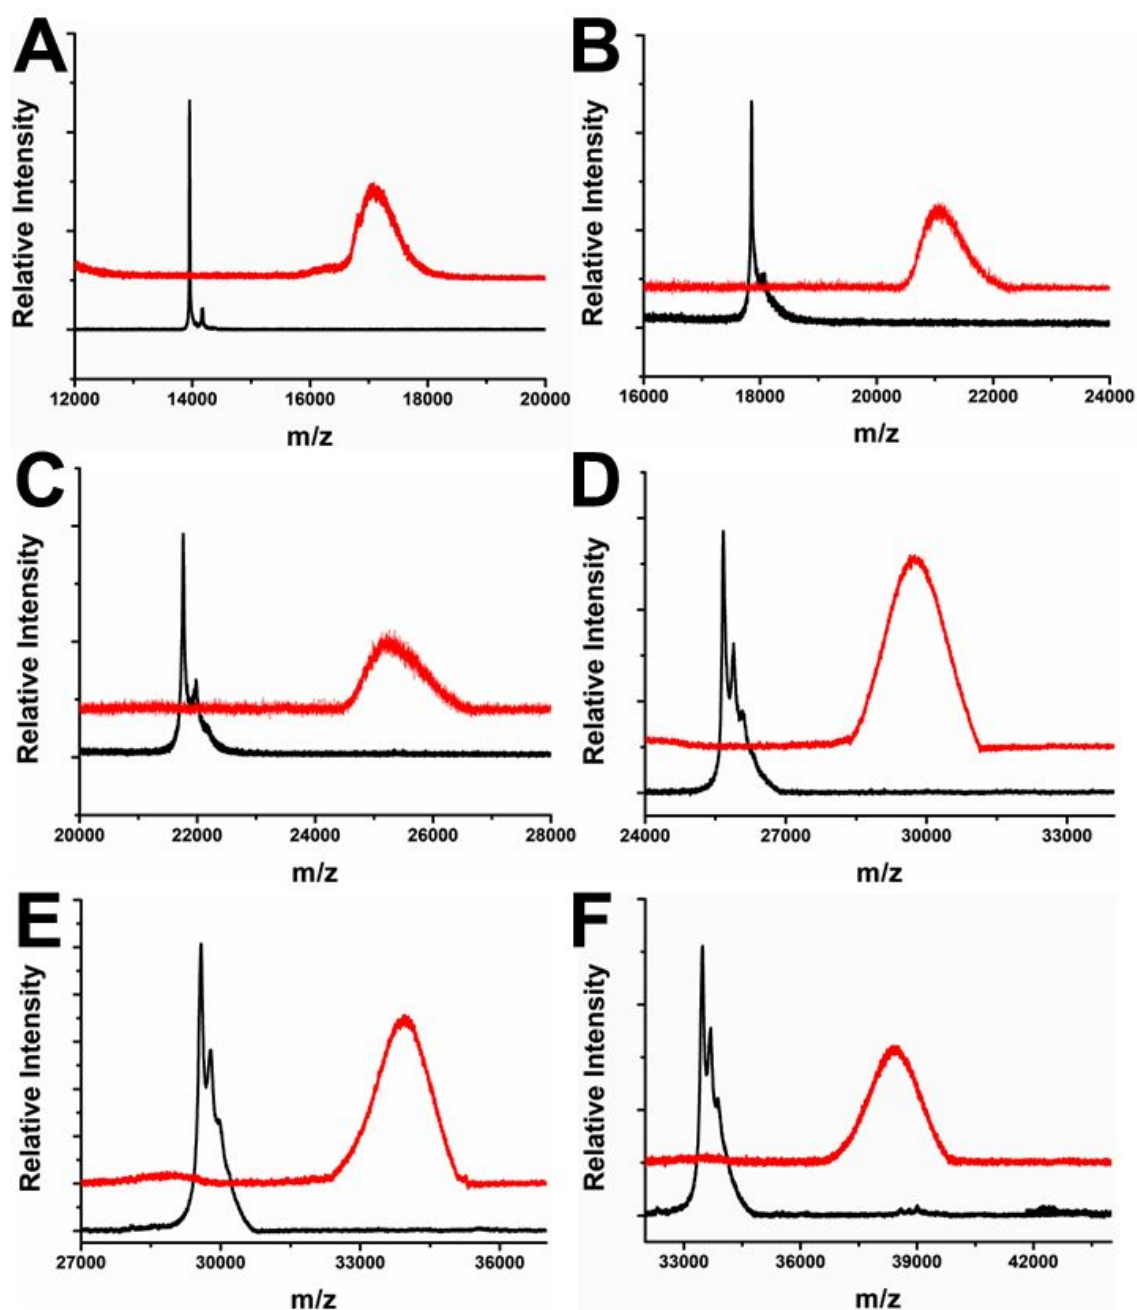 A
Relative Intensity
12000 14000 16000 18000 20000
m/z
B
Relative Intensity
16000 18000 20000 22000 24000
m/z
C
Relative Intensity
20000 22000 24000 26000 28000
m/z
D
Relative Intensity
24000 27000 30000 33000
m/z
E
Relative Intensity
27000 30000 33000 36000
m/z
F
Relative Intensity
33000 36000 39000 42000
m/z